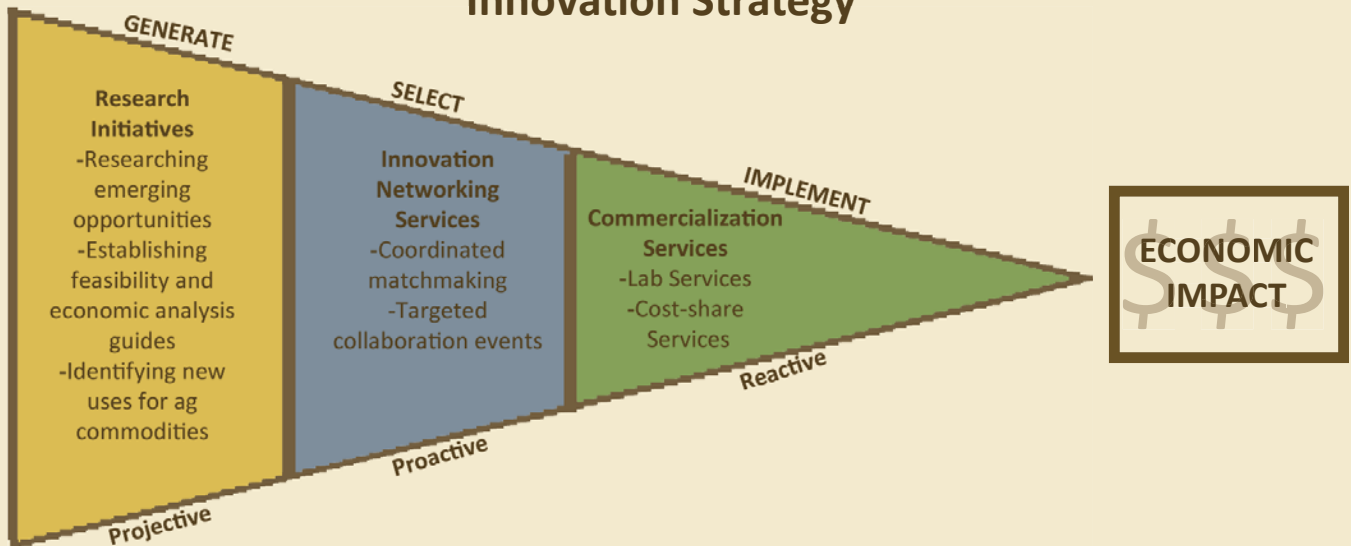 Innovation Strategy
GENERATE
Research
Initiatives
-Researching
emerging
opportunities
-Establishing
feasibility and
economic analysis
guides
-Identifying new
uses for ag
commodities
Projective
SELECT
Innovation
Networking
Services
-Coordinated
matchmaking
-Targeted
collaboration events
Proactive
IMPLEMENT
Commercialization
Services
-Lab Services
-Cost-share
Services
Reactive
$ $ $
ECONOMIC
IMPACT